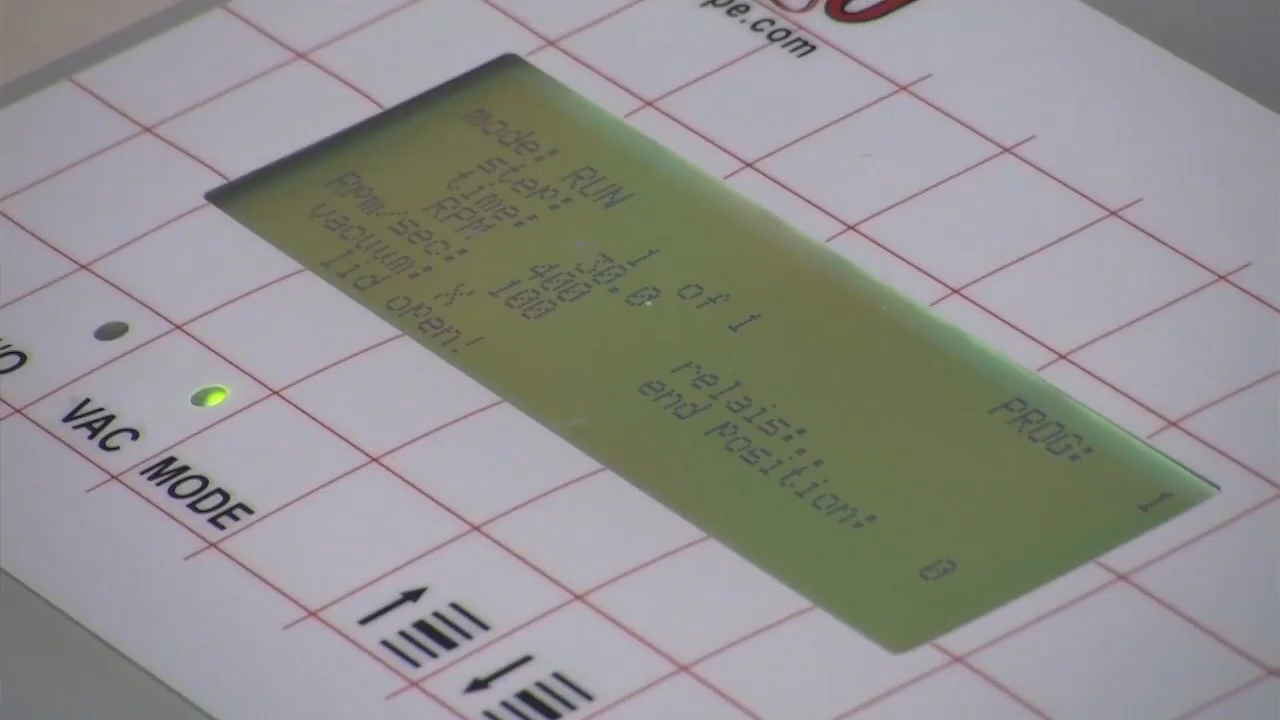 pe.com
mode: RUN PROG: 1
step: 1 of 1
time: 30.0
RPM 400 relais: ..
Rpm/sec: 100 end position: 0
vacuum: X
lid open!
VAC
MODE